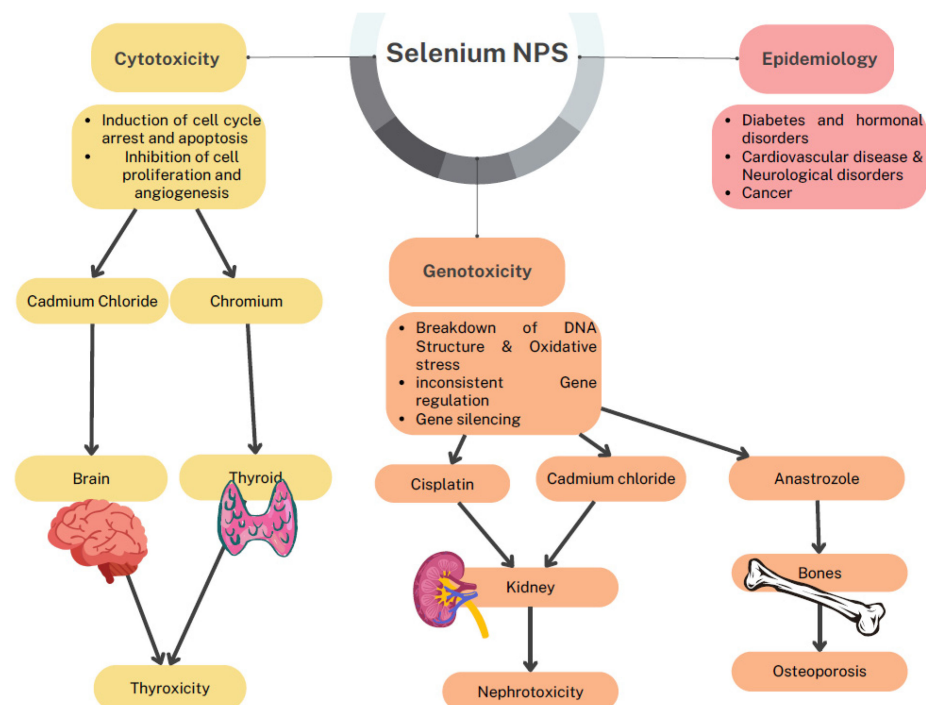 Selenium NPS
Cytotoxicity
• Induction of cell cycle
arrest and apoptosis
• Inhibition of cell
proliferation and
angiogenesis
Cadmium Chloride
Chromium
Brain
Thyroid
Thyroxicity
Genotoxicity
• Breakdown of DNA
Structure & Oxidative
stress
• inconsistent Gene
regulation
• Gene silencing
Cisplatin
Cadmium chloride
Anastrozole
Kidney
Bones
Nephrotoxicity
Osteoporosis
Epidemiology
• Diabetes and hormonal
disorders
• Cardiovascular disease &
Neurological disorders
• Cancer